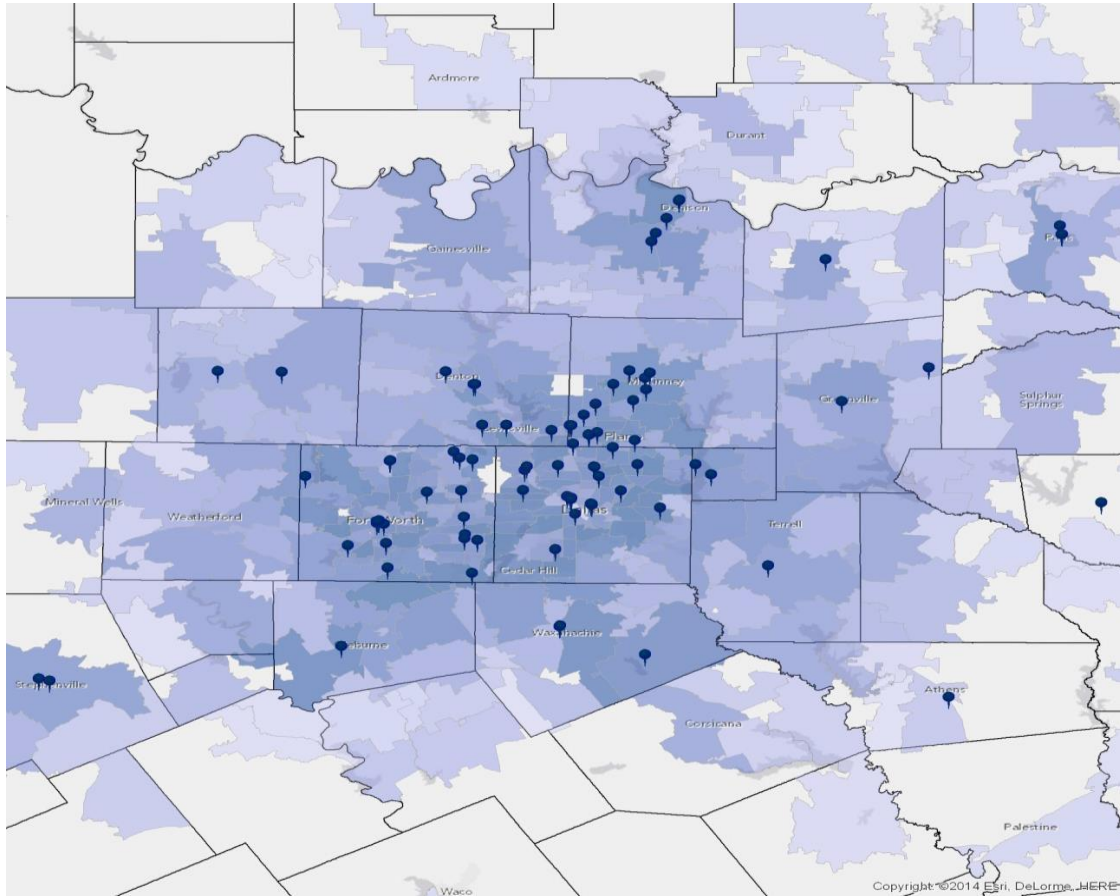 Ardmore
Durant
Denison
Gainesville
Denton
McKinney
Greenville
Sulphur
Springs
Lewisville
Plano
Mineral Wells
Weatherford
Fort Worth
Dallas
Terrell
Cedar Hill
Waxahachie
Stephenville
Athens
Corsicana
Palestine
Waco
Copyright: ©2014 Esri, DeLorme, HERE